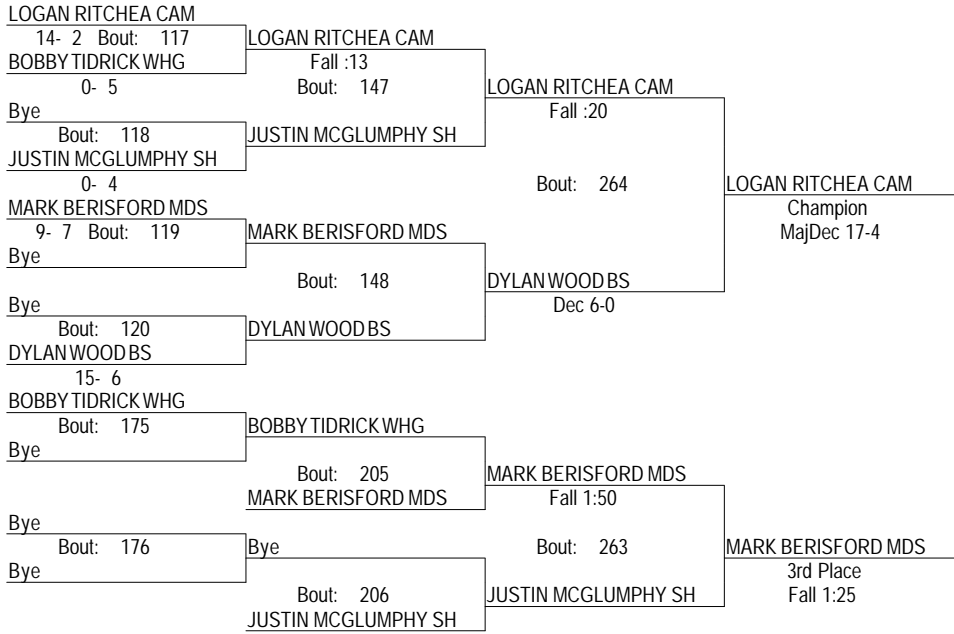 LOGAN RITCHEA CAM
14- 2 Bout: 117 LOGAN RITCHEA CAM
BOBBY TIDRICK WHG Fall :13
0- 5 Bout: 147 LOGAN RITCHEA CAM
Bye Fall :20
Bout: 118 JUSTIN MCGLUMPHY SH
JUSTIN MCGLUMPHY SH
0- 4 Bout: 264 LOGAN RITCHEA CAM
MARK BERISFORD MDS Champion
9- 7 Bout: 119 MARK BERISFORD MDS MajDec 17-4
Bye
Bout: 148 DYLAN WOOD BS
Bye Dec 6-0
Bout: 120 DYLAN WOOD BS
DYLAN WOOD BS
15- 6
BOBBY TIDRICK WHG
Bout: 175 BOBBY TIDRICK WHG
Bye
Bout: 205 MARK BERISFORD MDS
MARK BERISFORD MDS Fall 1:50
Bye
Bout: 176 Bye Bout: 263 MARK BERISFORD MDS
Bye 3rd Place
Bout: 206 JUSTIN MCGLUMPHY SH Fall 1:25
JUSTIN MCGLUMPHY SH